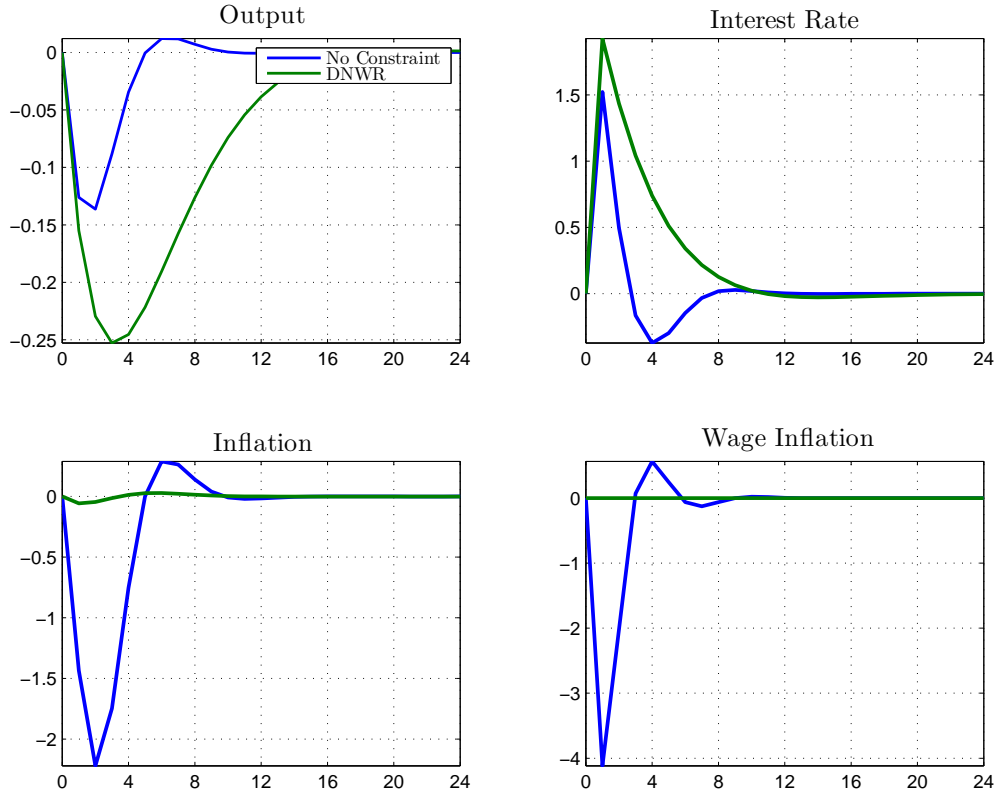 Output
0
−0.05
−0.1
−0.15
−0.2
−0.25
0 4 8 12 16 20 24
No Constraint
DNWR
Interest Rate
1.5
1
0.5
0
0 4 8 12 16 20 24
Inflation
0
−0.5
−1
−1.5
−2
0 4 8 12 16 20 24
Wage Inflation
0
−1
−2
−3
−4
0 4 8 12 16 20 24